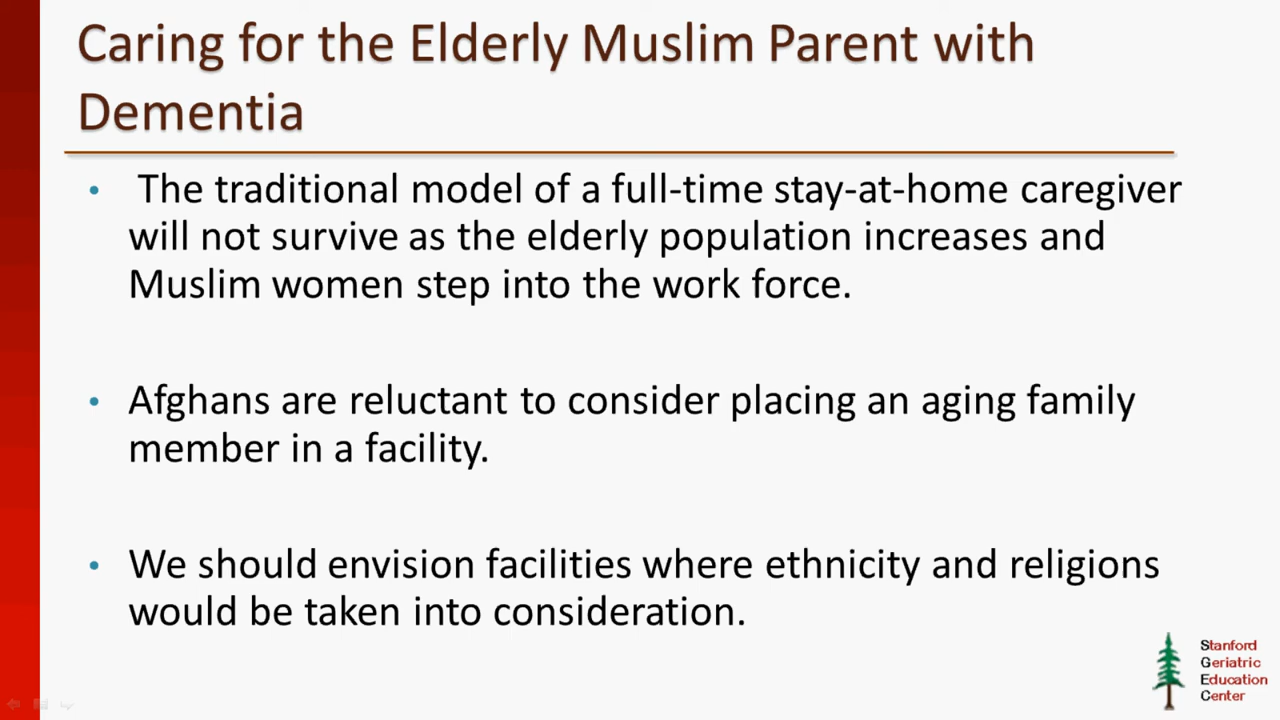 Caring for the Elderly Muslim Parent with
Dementia
• The traditional model of a full-time stay-at-home caregiver
will not survive as the elderly population increases and
Muslim women step into the work force.
• Afghans are reluctant to consider placing an aging family
member in a facility.
• We should envision facilities where ethnicity and religions
would be taken into consideration.
Stanford
Geriatric
Education
Center